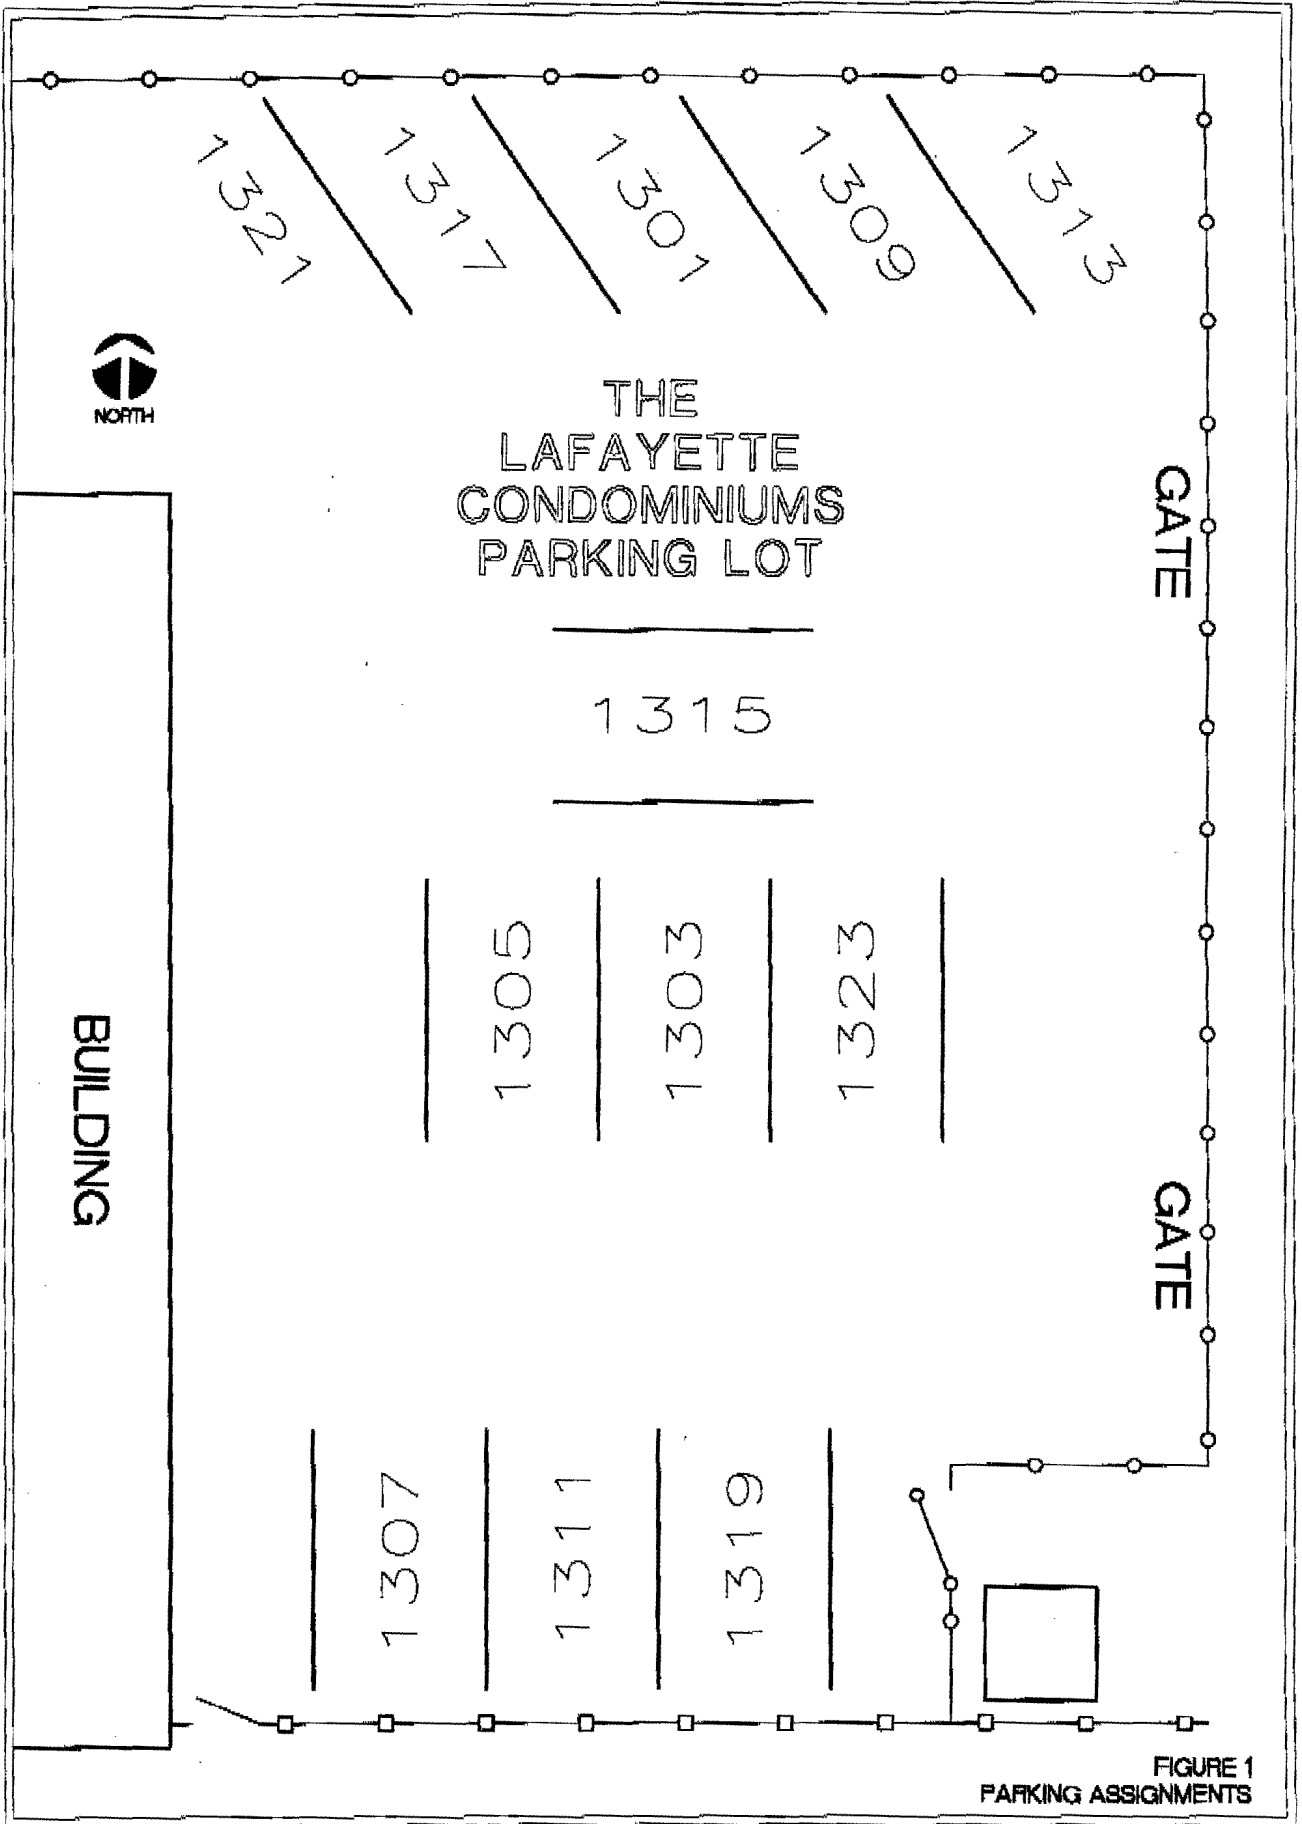 1321
1317
1301
1309
1313
NORTH
THE
LAFAYETTE
CONDOMINIUMS
PARKING LOT
GATE
1315
1305
1303
1323
BUILDING
GATE
1307
1311
1319
FIGURE 1
PARKING ASSIGNMENTS